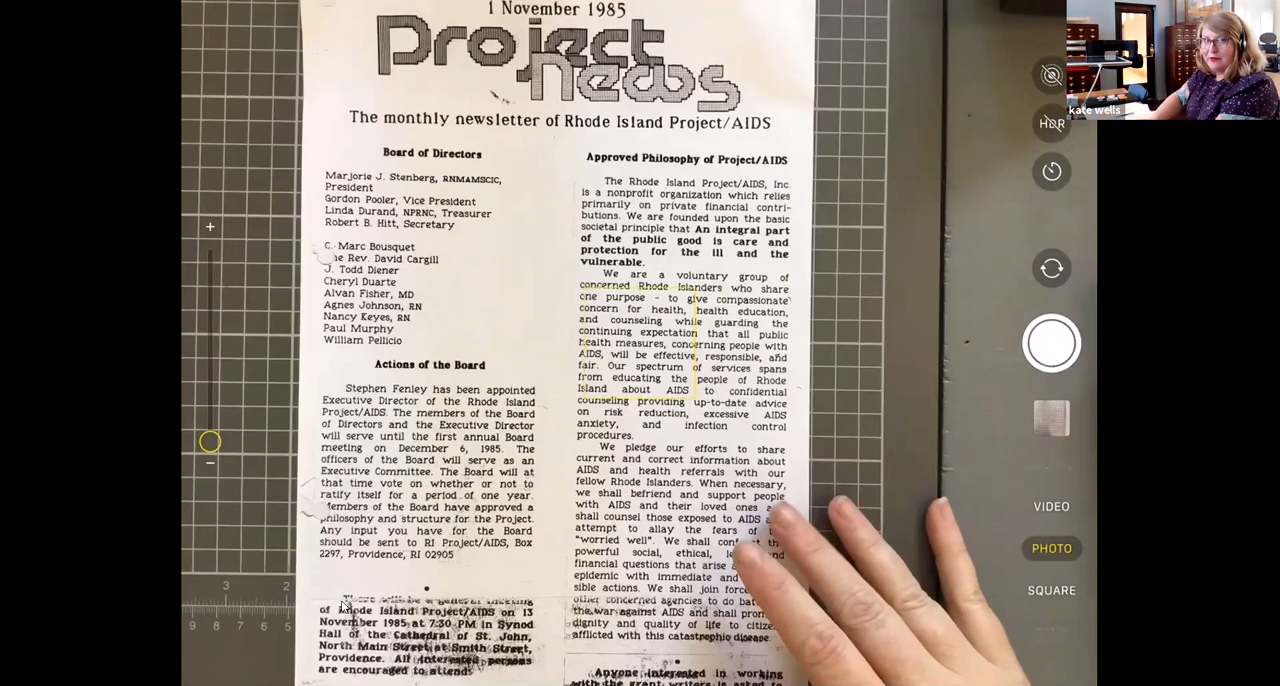 1 November 1985
project
news
The monthly newsletter of Rhode Island Project/AIDS
Board of Directors
Marjorie J. Stenberg, RNMAMSCIC,
President
Gordon Pooler, Vice President
Linda Durand, NPRNC, Treasurer
Robert B. Hitt, Secretary
C. Marc Bousquet
Rev. David Cargill
J. Todd Diener
Cheryl Duarte
Alvan Fisher, MD
Agnes Johnson, RN
Nancy Keyes, RN
Paul Murphy
William Pellicio
Actions of the Board
Stephen Fenley has been appointed
Executive Director of the Rhode Island
Project/AIDS. The members of the Board
of Directors and the Executive Director
will serve until the first annual Board
meeting on December 6, 1985. The
officers of the Board will serve as an
Executive Committee. The Board will at
that time vote on whether or not to
ratify itself for a period of one year.
Members of the Board have approved a
philosophy and structure for the Project.
Any input you have for the Board
should be sent to RI Project/AIDS, Box
2297, Providence, RI 02905
There will be a general meeting
of Rhode Island Project/AIDS on 13
November 1985 at 7:30 PM in Synod
Hall of the Cathedral of St. John,
North Main Street at Smith Street,
Providence. All interested persons
are encouraged to attend.
Approved Philosophy of Project/AIDS
The Rhode Island Project/AIDS, Inc.
is a nonprofit organization which relies
primarily on private financial contri-
butions. We are founded upon the basic
societal principle that An integral part
of the public good is care and
protection for the ill and the
vulnerable.
We are a voluntary group of
concerned Rhode Islanders who share
one purpose - to give compassionate
concern for health, health education,
and counseling while guarding the
continuing expectation that all public
health measures, concerning people with
AIDS, will be effective, responsible, and
fair. Our spectrum of services spans
from educating the people of Rhode
Island about AIDS to confidential
counseling providing up-to-date advice
on risk reduction, excessive AIDS
anxiety, and infection control
procedures.
We pledge our efforts to share
current and correct information about
AIDS and health referrals with our
fellow Rhode Islanders. When necessary,
we shall befriend and support people
with AIDS and their loved ones
shall counsel those exposed to AIDS
attempt to allay the fears of
"worried well". We shall
powerful social, ethical,
financial questions that arise
epidemic with immediate and
sible actions. We shall join
other concerned agencies to do
the war against AIDS and shall
dignity and quality of life to
afflicted with this catastrophic disease.
Anyone interested in working
with the grant writers is asked to
kate wells
HDR
VIDEO
PHOTO
SQUARE
3 2
9 8 7 6 5 4